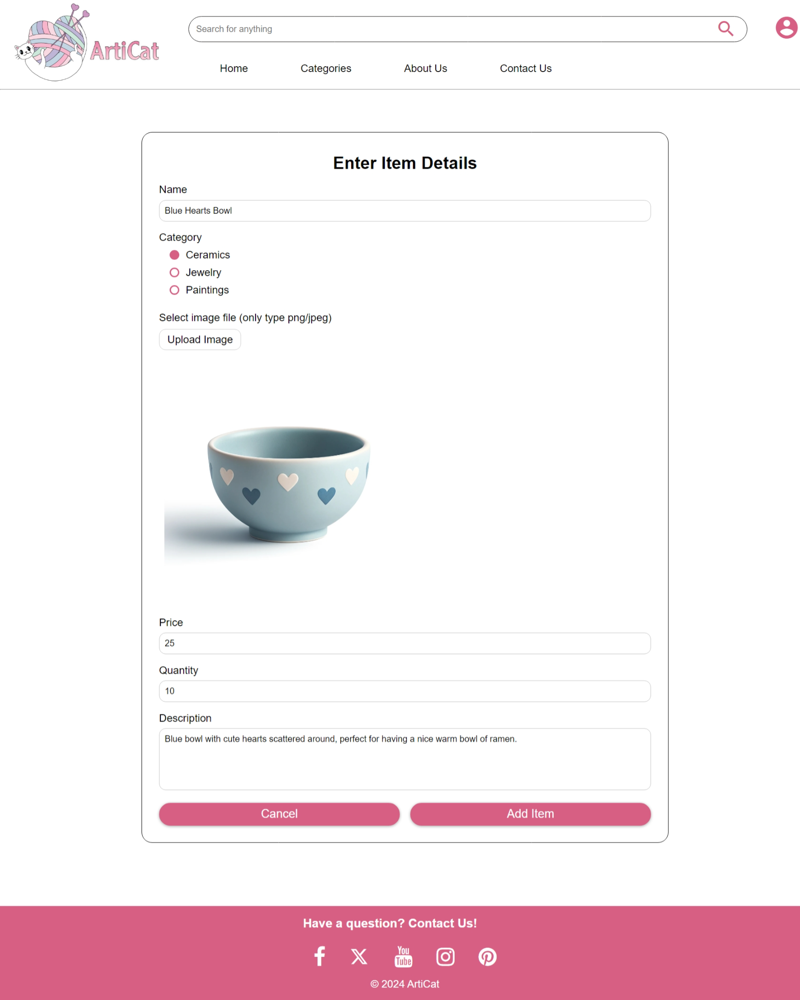 ArtiCat
Search for anything
Home Categories About Us Contact Us
Enter Item Details
Name
Blue Hearts Bowl
Category
Ceramics
Jewelry
Paintings
Select image file (only type png/jpeg)
Upload Image
Price
25
Quantity
10
Description
Blue bowl with cute hearts scattered around, perfect for having a nice warm bowl of ramen.
Cancel Add Item
Have a question? Contact Us!
You
Tube
© 2024 ArtiCat